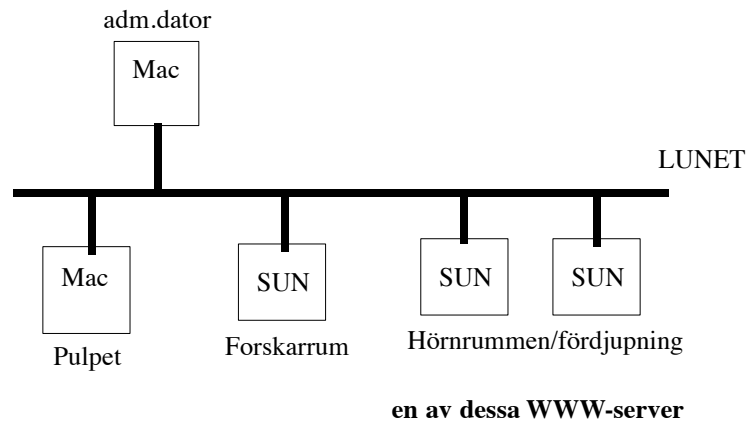 adm.dator
Mac
LUNET
Mac
SUN
SUN
SUN
Pulpet
Forskarrum
Hörnrummen/fördjupning
en av dessa WWW-server